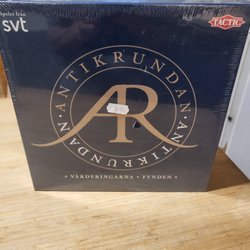 Spelet från
svt
TACTIC
ANTIKRUNDAN · ANTIKRUNDAN ·
AR
· VÄRDERINGARNA · FYNDEN ·